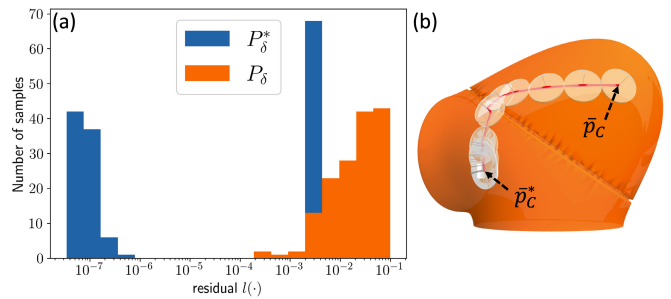 (a)
(b)
70
60
50
40
30
20
10
0
Number of samples
P*δ
Pδ
10⁻⁷
10⁻⁶
10⁻⁵
10⁻⁴
10⁻³
10⁻²
10⁻¹
residual l(·)
p̄C
p̄*C